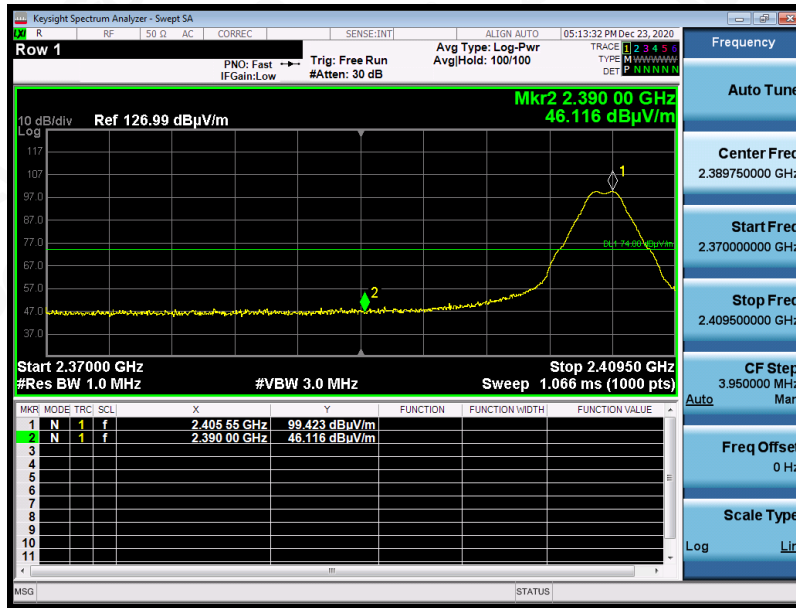 Keysight Spectrum Analyzer - Swept SA
LXI R RF 50 Ω AC CORREC SENSE:INT ALIGN AUTO 05:13:32 PM Dec 23, 2020
Row 1
PNO: Fast
IFGain:Low
Trig: Free Run
#Atten: 30 dB
Avg Type: Log-Pwr
Avg|Hold: 100/100
TRACE 1 2 3 4 5 6
TYPE M WWWWW
DET P N N N N N
Mkr2 2.390 00 GHz
46.116 dBµV/m
10 dB/div Ref 126.99 dBµV/m
Log
117
107
97.0
87.0
77.0
67.0
57.0
47.0
37.0
1
2
DL1 74.00 dBµV/m
Start 2.37000 GHz Stop 2.40950 GHz
#Res BW 1.0 MHz #VBW 3.0 MHz Sweep 1.066 ms (1000 pts)
MKR MODE TRC SCL X Y FUNCTION FUNCTION WIDTH FUNCTION VALUE
1 N 1 f 2.405 55 GHz 99.423 dBµV/m
2 N 1 f 2.390 00 GHz 46.116 dBµV/m
3
4
5
6
7
8
9
10
11
MSG STATUS
Frequency
Auto Tune
Center Freq
2.389750000 GHz
Start Freq
2.370000000 GHz
Stop Freq
2.409500000 GHz
CF Step
3.950000 MHz
Auto Man
Freq Offset
0 Hz
Scale Type
Log Lin